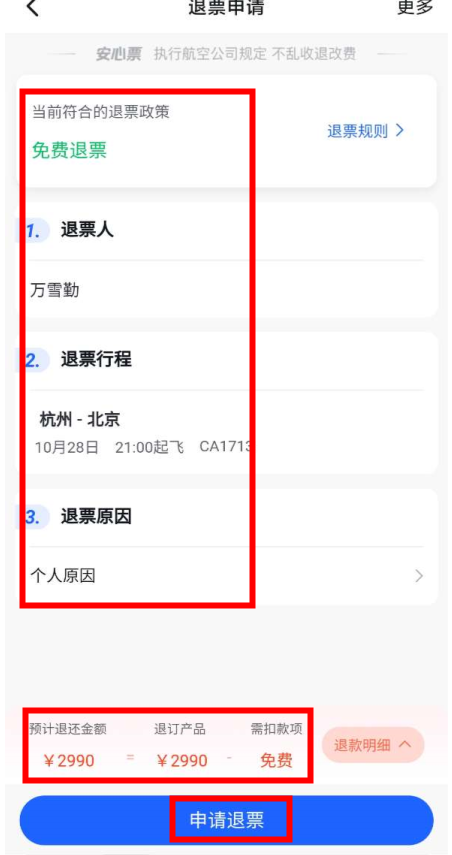 退票申请 更多
安心票 执行航空公司规定 不乱收退改费
当前符合的退票政策
免费退票
退票规则
1. 退票人
万雪勤
2. 退票行程
杭州 - 北京
10月28日 21:00起飞 CA1713
3. 退票原因
个人原因
预计退还金额 退订产品 需扣款项
￥2990 = ￥2990 - 免费
退款明细
申请退票